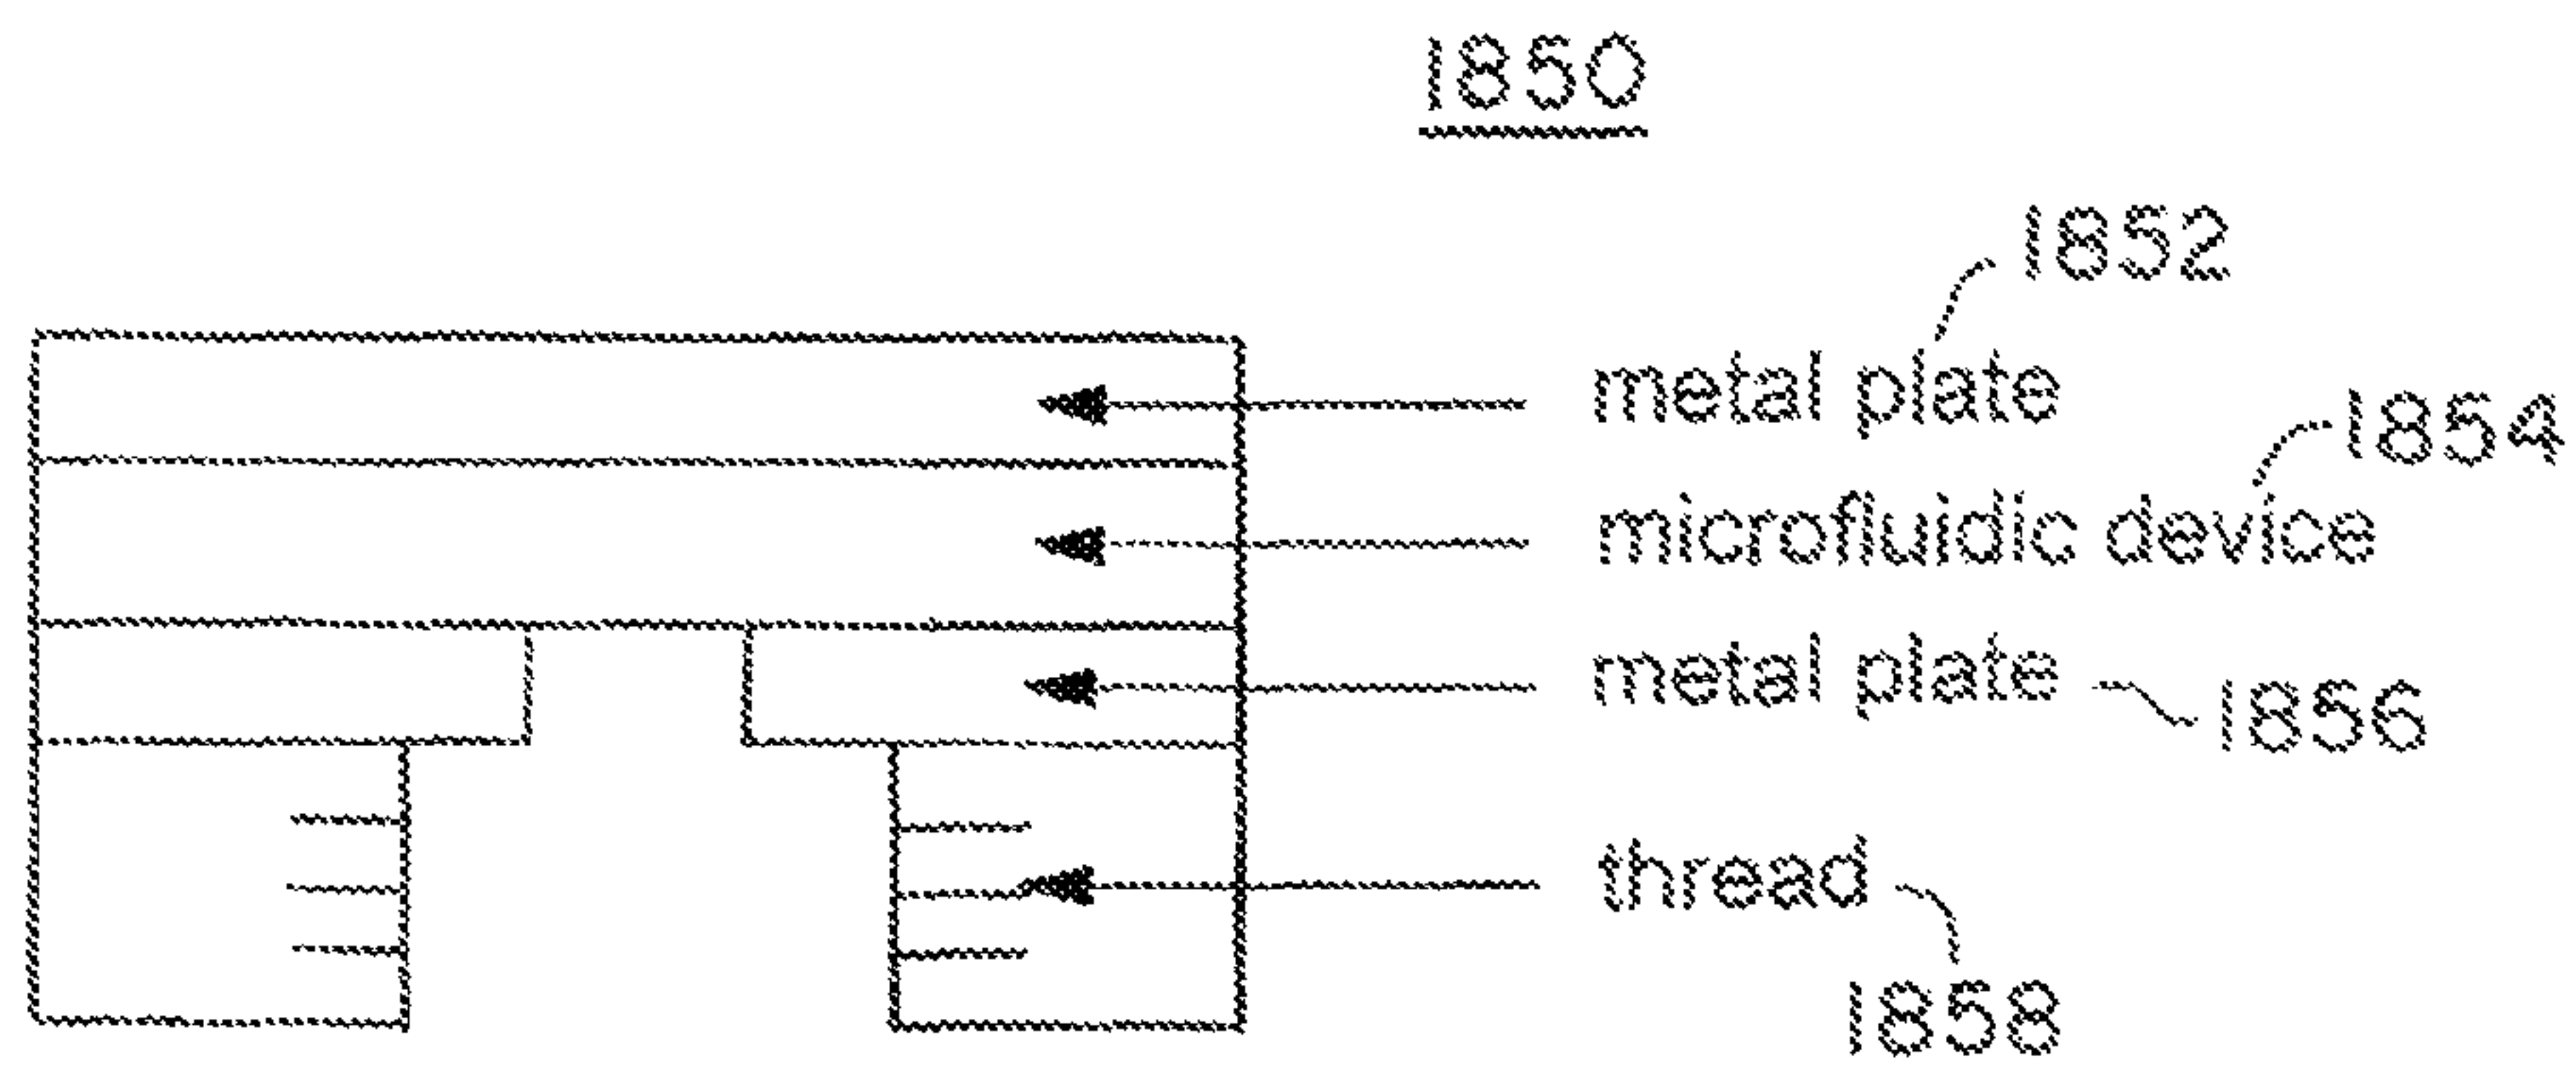 1850
1852
metal plate
1854
microfluidic device
metal plate
1856
thread
1858